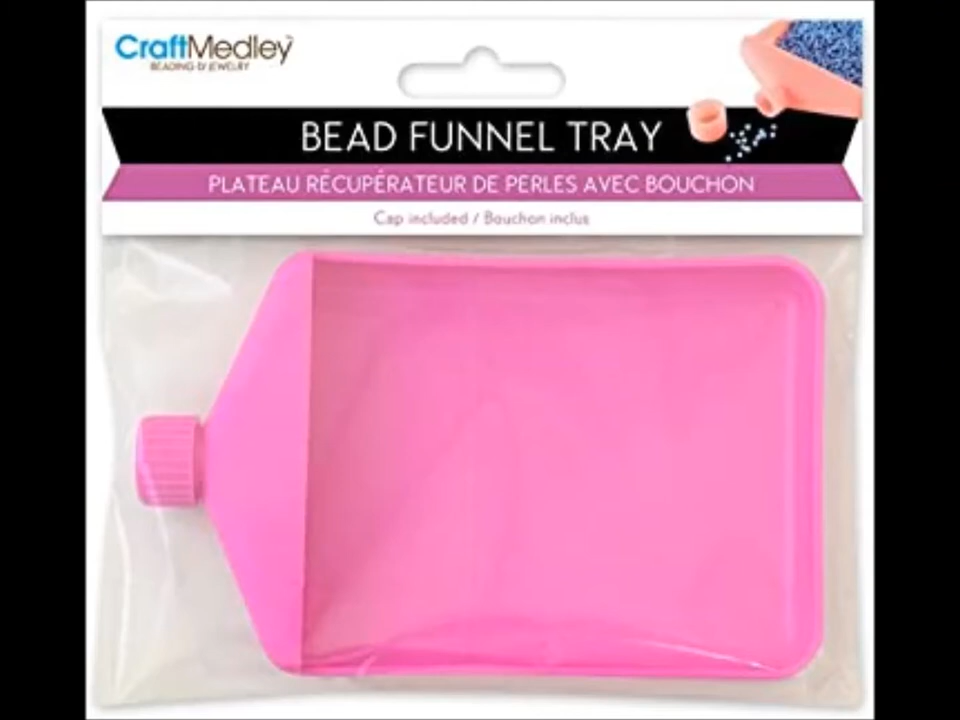 CraftMedley
BEADING & JEWELRY
BEAD FUNNEL TRAY
PLATEAU RÉCUPÉRATEUR DE PERLES AVEC BOUCHON
Cap included / Bouchon inclus